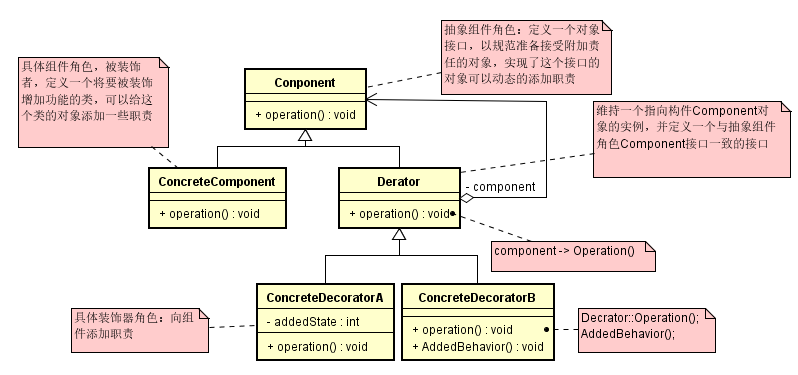 抽象组件角色：定义一个对象
接口，以规范准备接受附加责
任的对象，实现了这个接口的
对象可以动态的添加职责
具体组件角色，被装饰
者，定义一个将要被装饰
增加功能的类，可以给这
个类的对象添加一些职责
Conponent
+ operation() : void
维持一个指向构件Component对
象的实例，并定义一个与抽象组件
角色Component接口一致的接口
ConcreteComponent
+ operation() : void
Derator
+ operation() : void
- component
component -> Operation()
ConcreteDecoratorA
- addedState : int
+ operation() : void
ConcreteDecoratorB
+ operation() : void
+ AddedBehavior() : void
具体装饰器角色：向组
件添加职责
Decrator::Operation();
AddedBehavior();